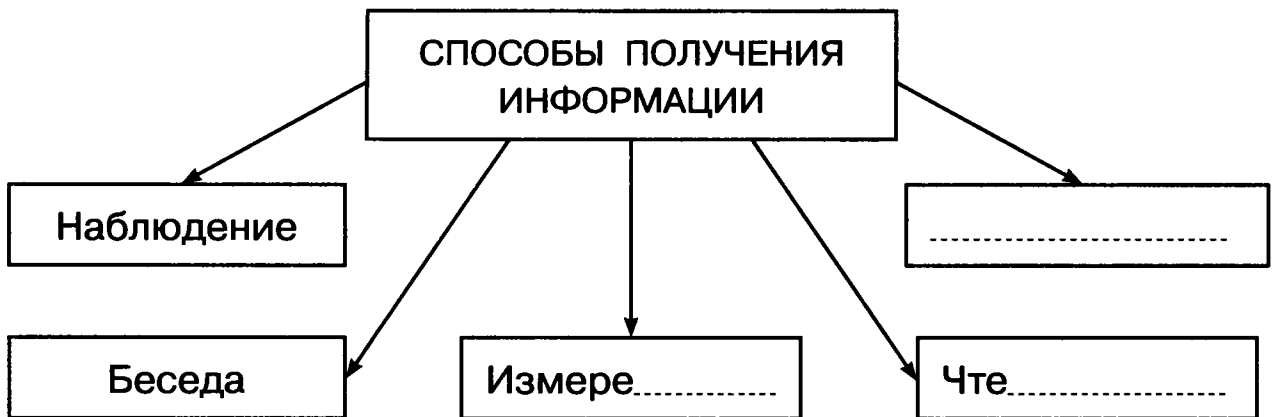 СПОСОБЫ ПОЛУЧЕНИЯ
ИНФОРМАЦИИ
Наблюдение
Беседа
Измере..............
Чте........................